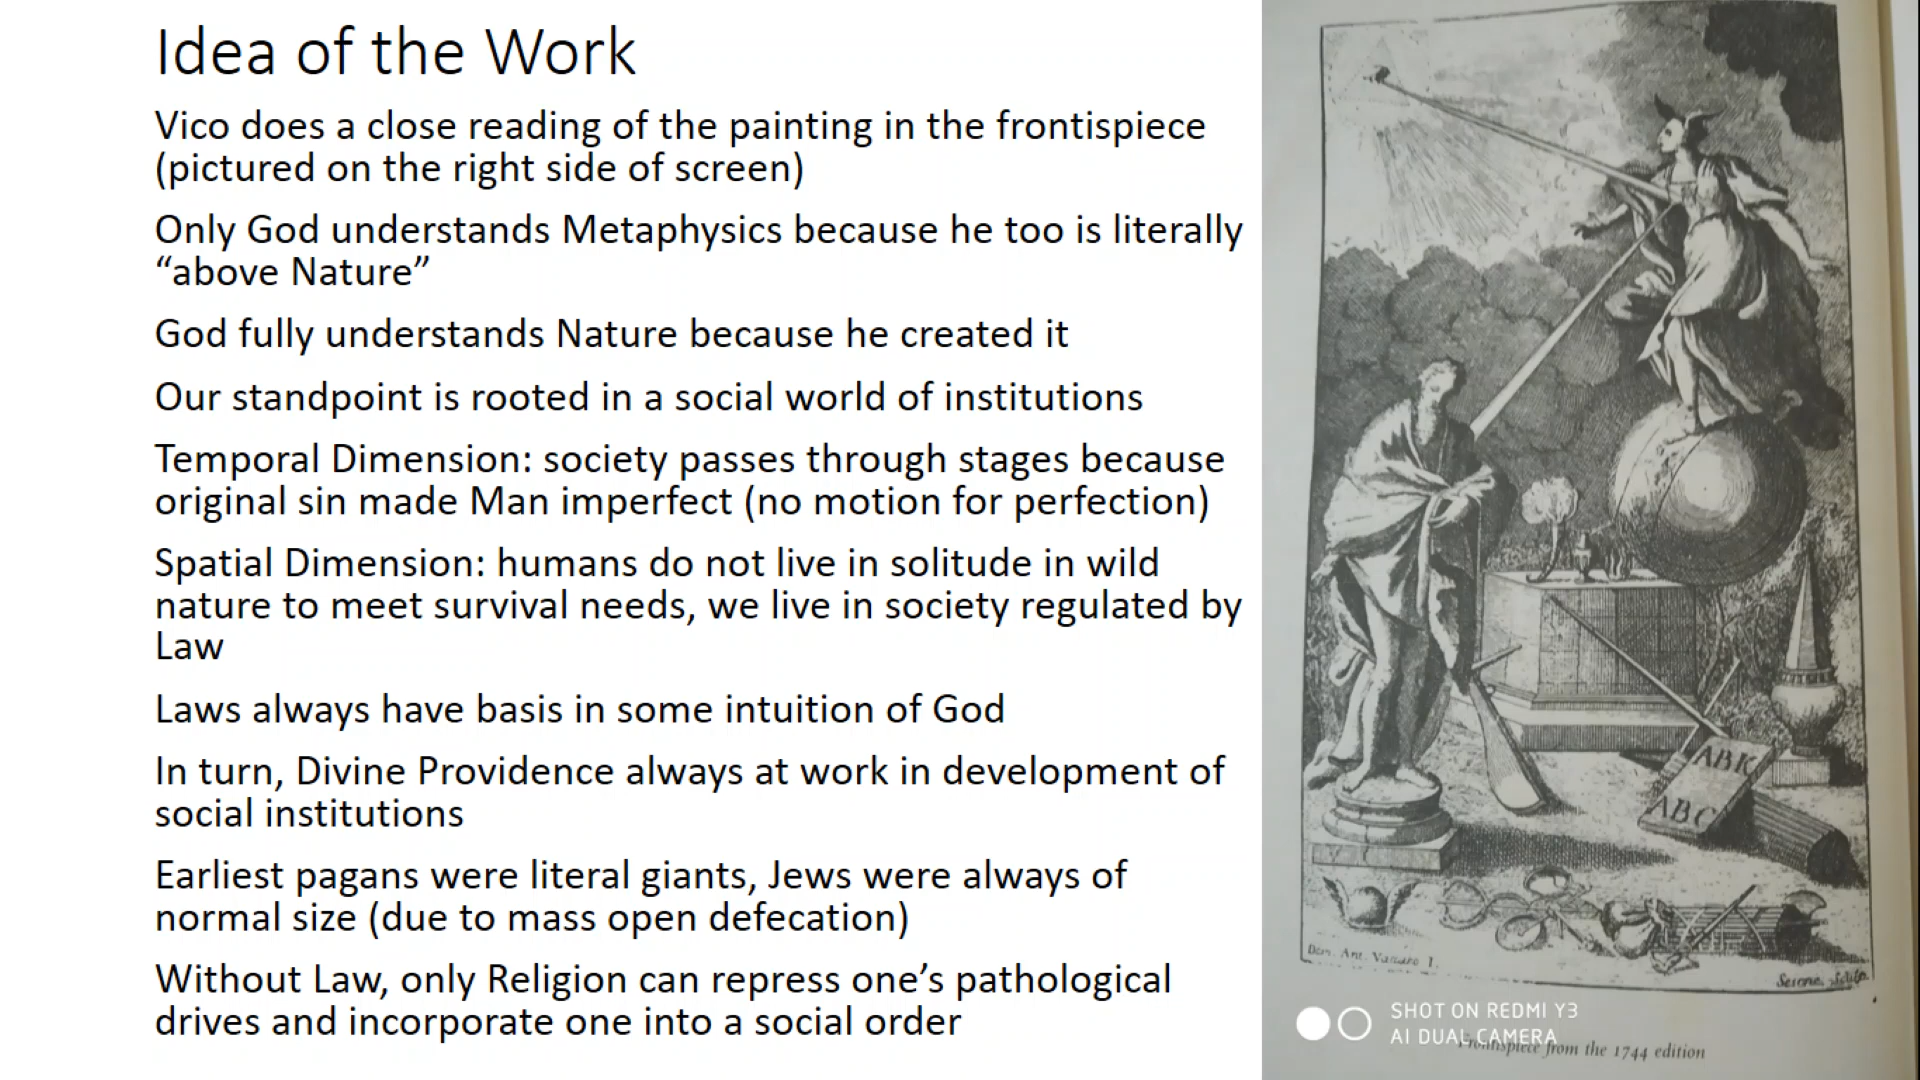 Idea of the Work
Vico does a close reading of the painting in the frontispiece
(pictured on the right side of screen)
Only God understands Metaphysics because he too is literally
“above Nature”
God fully understands Nature because he created it
Our standpoint is rooted in a social world of institutions
Temporal Dimension: society passes through stages because
original sin made Man imperfect (no motion for perfection)
Spatial Dimension: humans do not live in solitude in wild
nature to meet survival needs, we live in society regulated by
Law
Laws always have basis in some intuition of God
In turn, Divine Providence always at work in development of
social institutions
Earliest pagans were literal giants, Jews were always of
normal size (due to mass open defecation)
Without Law, only Religion can repress one’s pathological
drives and incorporate one into a social order
ABC
Dom. Ant. Vaccaro I.
SHOT ON REDMI Y3
AI DUAL CAMERA
Frontispiece from the 1744 edition